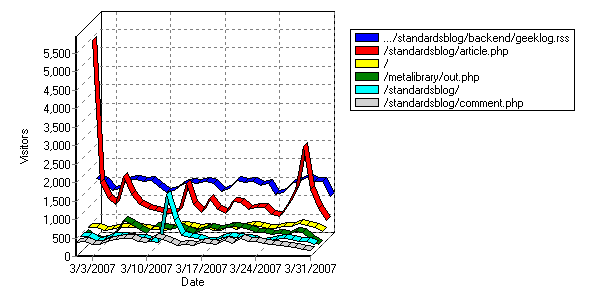 5,500
5,000
4,500
4,000
3,500
3,000
2,500
2,000
1,500
1,000
500
0
Visitors
3/3/2007 3/10/2007 3/17/2007 3/24/2007 3/31/2007
Date
.../standardsblog/backend/geeklog.rss
/standardsblog/article.php
/
/metalibrary/out.php
/standardsblog/
/standardsblog/comment.php